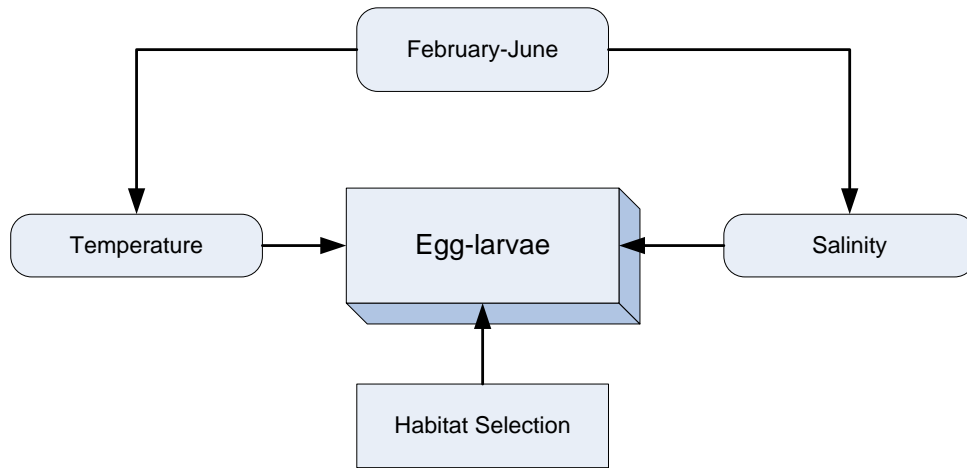 February-June
Temperature
Egg-larvae
Salinity
Habitat Selection